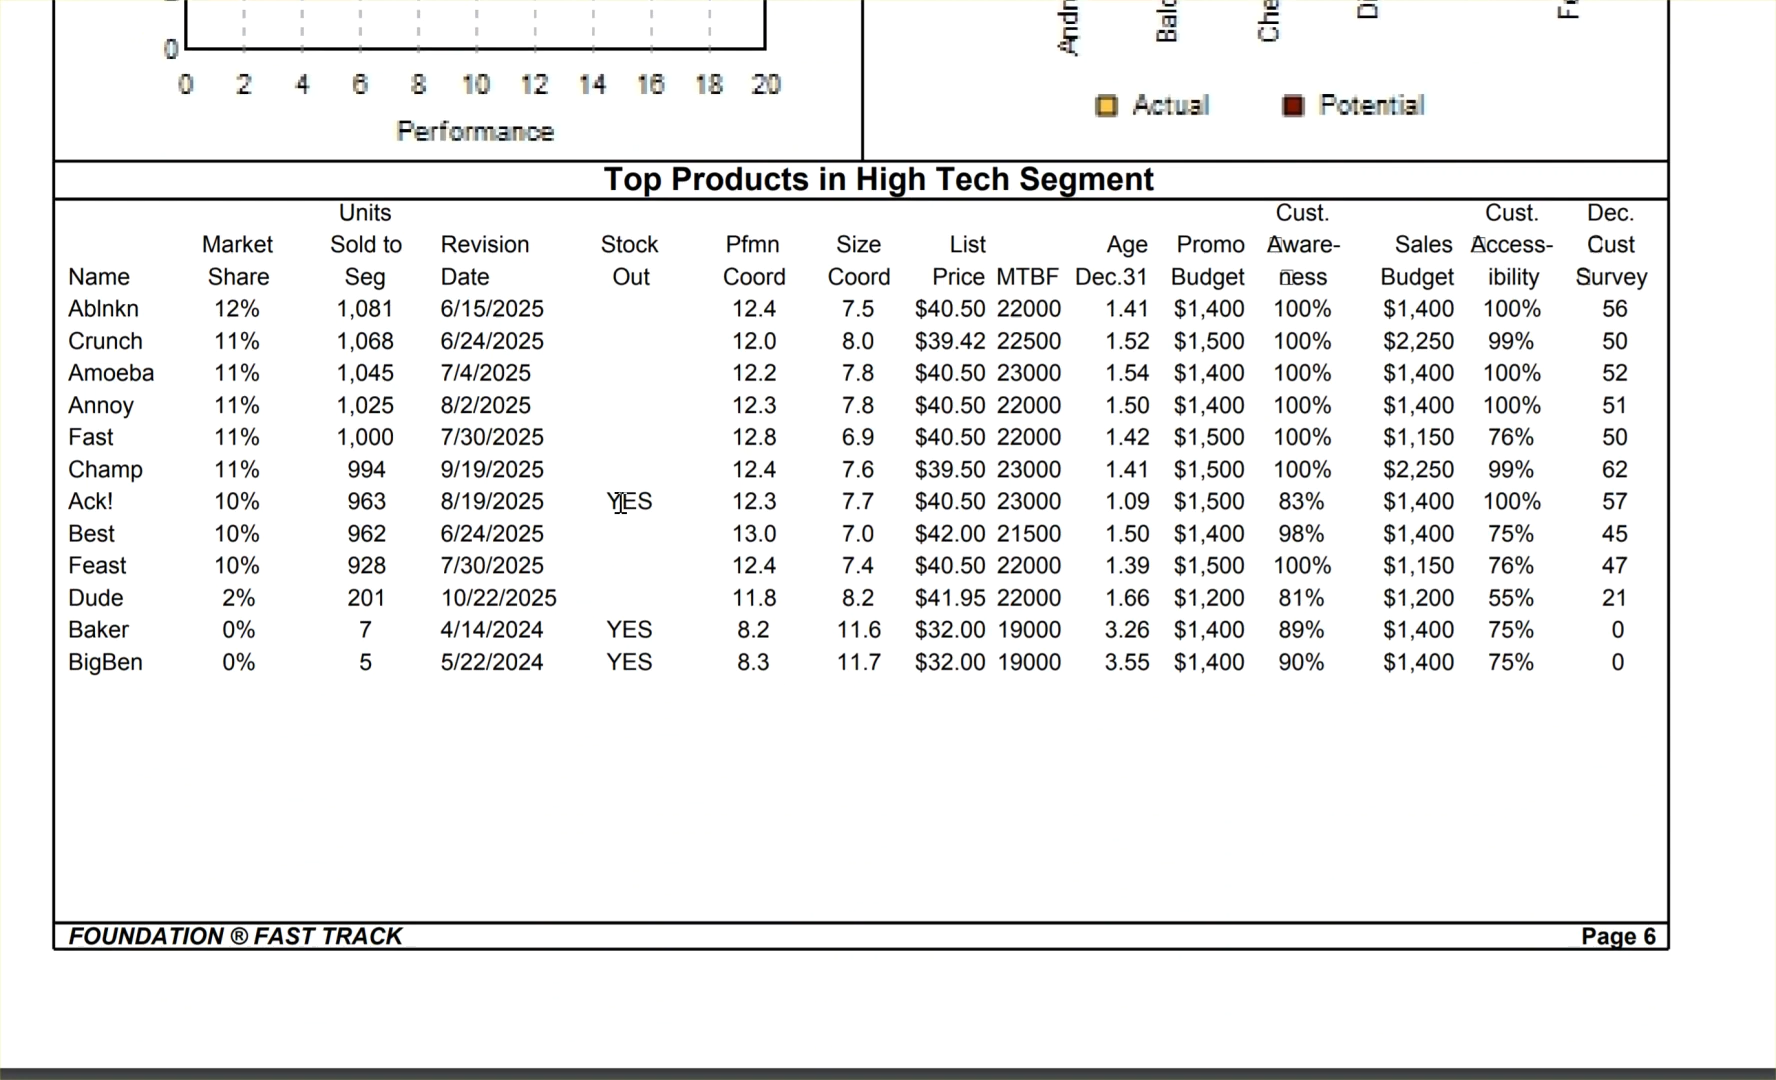 0
0 2 4 6 8 10 12 14 16 18 20
Performance
Andr
Balc
Che
Actual Potential
Top Products in High Tech Segment
Units Cust. Cust. Dec.
Market Sold to Revision Stock Pfmn Size List Age Promo Aware- Sales Access- Cust
Name Share Seg Date Out Coord Coord Price MTBF Dec.31 Budget ness Budget ibility Survey
Ablnkn 12% 1,081 6/15/2025 12.4 7.5 $40.50 22000 1.41 $1,400 100% $1,400 100% 56
Crunch 11% 1,068 6/24/2025 12.0 8.0 $39.42 22500 1.52 $1,500 100% $2,250 99% 50
Amoeba 11% 1,045 7/4/2025 12.2 7.8 $40.50 23000 1.54 $1,400 100% $1,400 100% 52
Annoy 11% 1,025 8/2/2025 12.3 7.8 $40.50 22000 1.50 $1,400 100% $1,400 100% 51
Fast 11% 1,000 7/30/2025 12.8 6.9 $40.50 22000 1.42 $1,500 100% $1,150 76% 50
Champ 11% 994 9/19/2025 12.4 7.6 $39.50 23000 1.41 $1,500 100% $2,250 99% 62
Ack! 10% 963 8/19/2025 YES 12.3 7.7 $40.50 23000 1.09 $1,500 83% $1,400 100% 57
Best 10% 962 6/24/2025 13.0 7.0 $42.00 21500 1.50 $1,400 98% $1,400 75% 45
Feast 10% 928 7/30/2025 12.4 7.4 $40.50 22000 1.39 $1,500 100% $1,150 76% 47
Dude 2% 201 10/22/2025 11.8 8.2 $41.95 22000 1.66 $1,200 81% $1,200 55% 21
Baker 0% 7 4/14/2024 YES 8.2 11.6 $32.00 19000 3.26 $1,400 89% $1,400 75% 0
BigBen 0% 5 5/22/2024 YES 8.3 11.7 $32.00 19000 3.55 $1,400 90% $1,400 75% 0
FOUNDATION ® FAST TRACK Page 6